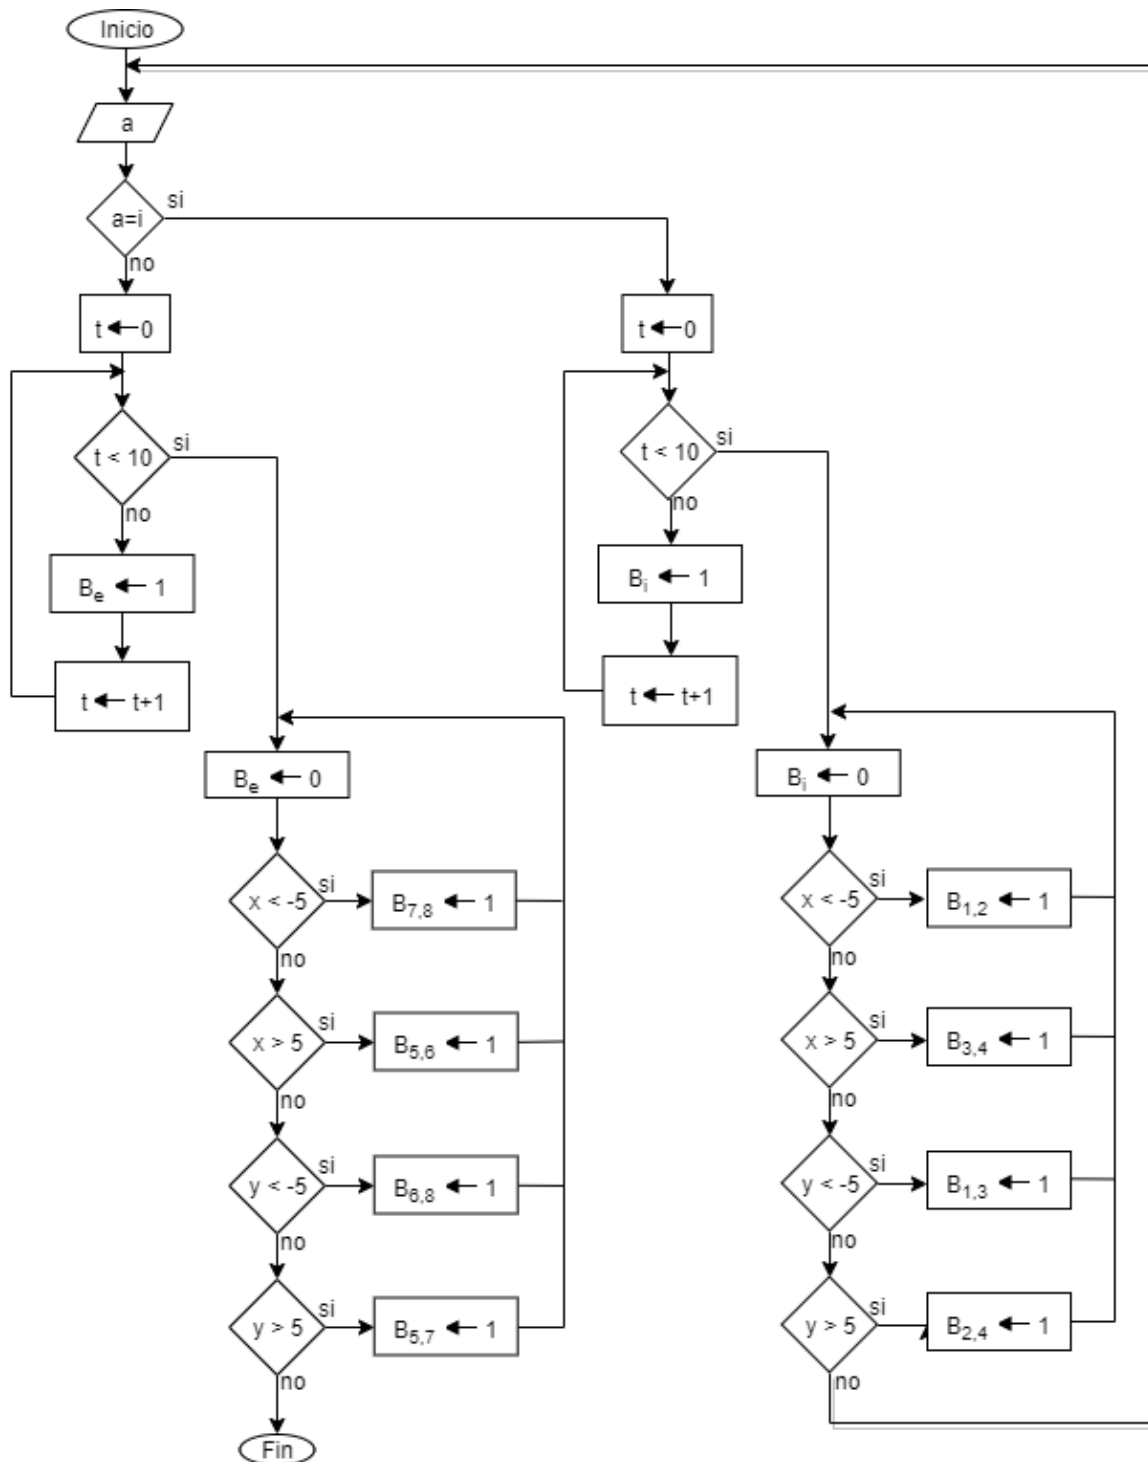 Inicio
a
a=i
si
no
t ← 0
t ← 0
t < 10
si
no
t < 10
si
no
Bₑ ← 1
Bᵢ ← 1
t ← t+1
t ← t+1
Bₑ ← 0
Bᵢ ← 0
x < -5
si
B₇,₈ ← 1
no
x < -5
si
B₁,₂ ← 1
no
x > 5
si
B₅,₆ ← 1
no
x > 5
si
B₃,₄ ← 1
no
y < -5
si
B₆,₈ ← 1
no
y < -5
si
B₁,₃ ← 1
no
y > 5
si
B₅,₇ ← 1
no
y > 5
si
B₂,₄ ← 1
no
Fin